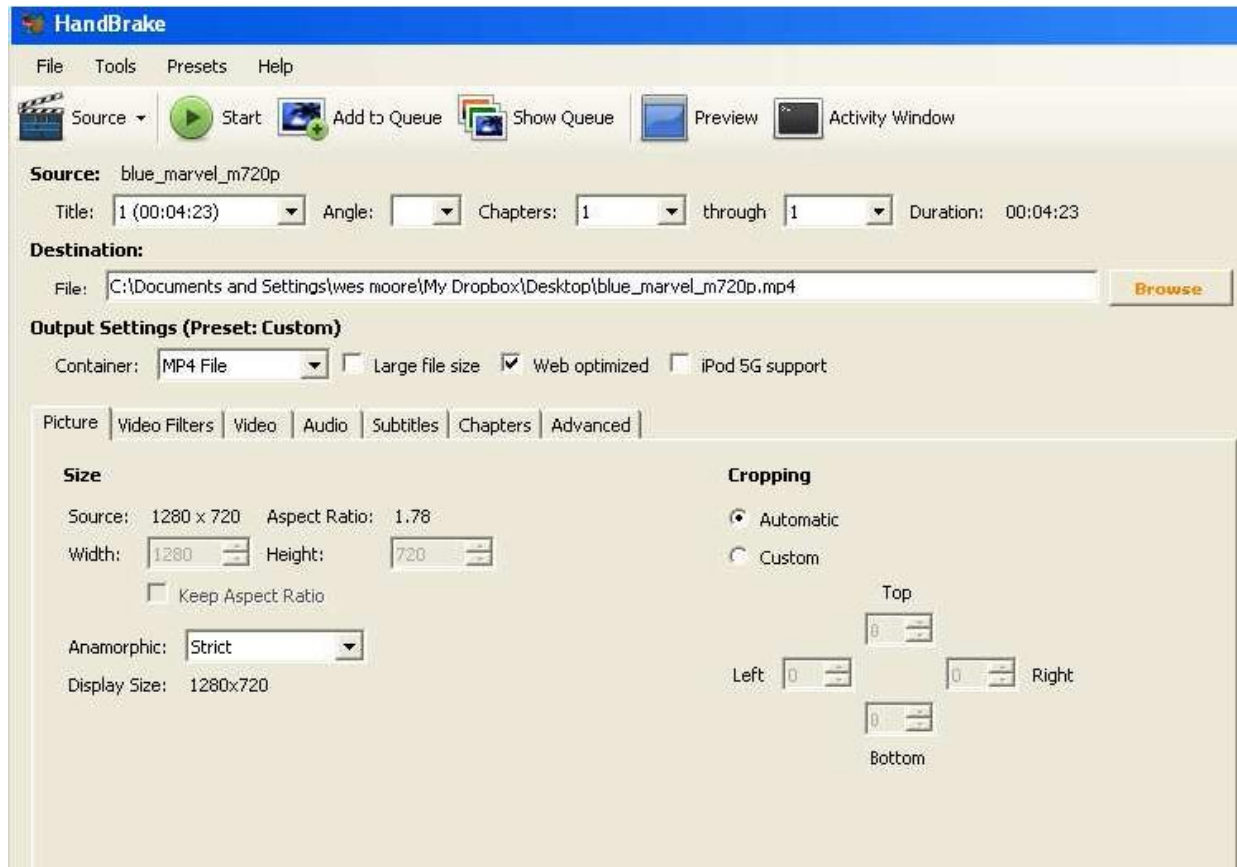 HandBrake
File Tools Presets Help
Source Start Add to Queue Show Queue Preview Activity Window
Source: blue_marvel_m720p
Title: 1 (00:04:23) Angle: Chapters: 1 through 1 Duration: 00:04:23
Destination:
File: C:\Documents and Settings\wes moore\My Dropbox\Desktop\blue_marvel_m720p.mp4 Browse
Output Settings (Preset: Custom)
Container: MP4 File Large file size Web optimized iPod 5G support
Picture Video Filters Video Audio Subtitles Chapters Advanced
Size Cropping
Source: 1280 x 720 Aspect Ratio: 1.78 Automatic
Width: 1280 Height: 720 Custom
Keep Aspect Ratio Top
0
Anamorphic: Strict
Left 0 0 Right
Display Size: 1280x720
0
Bottom